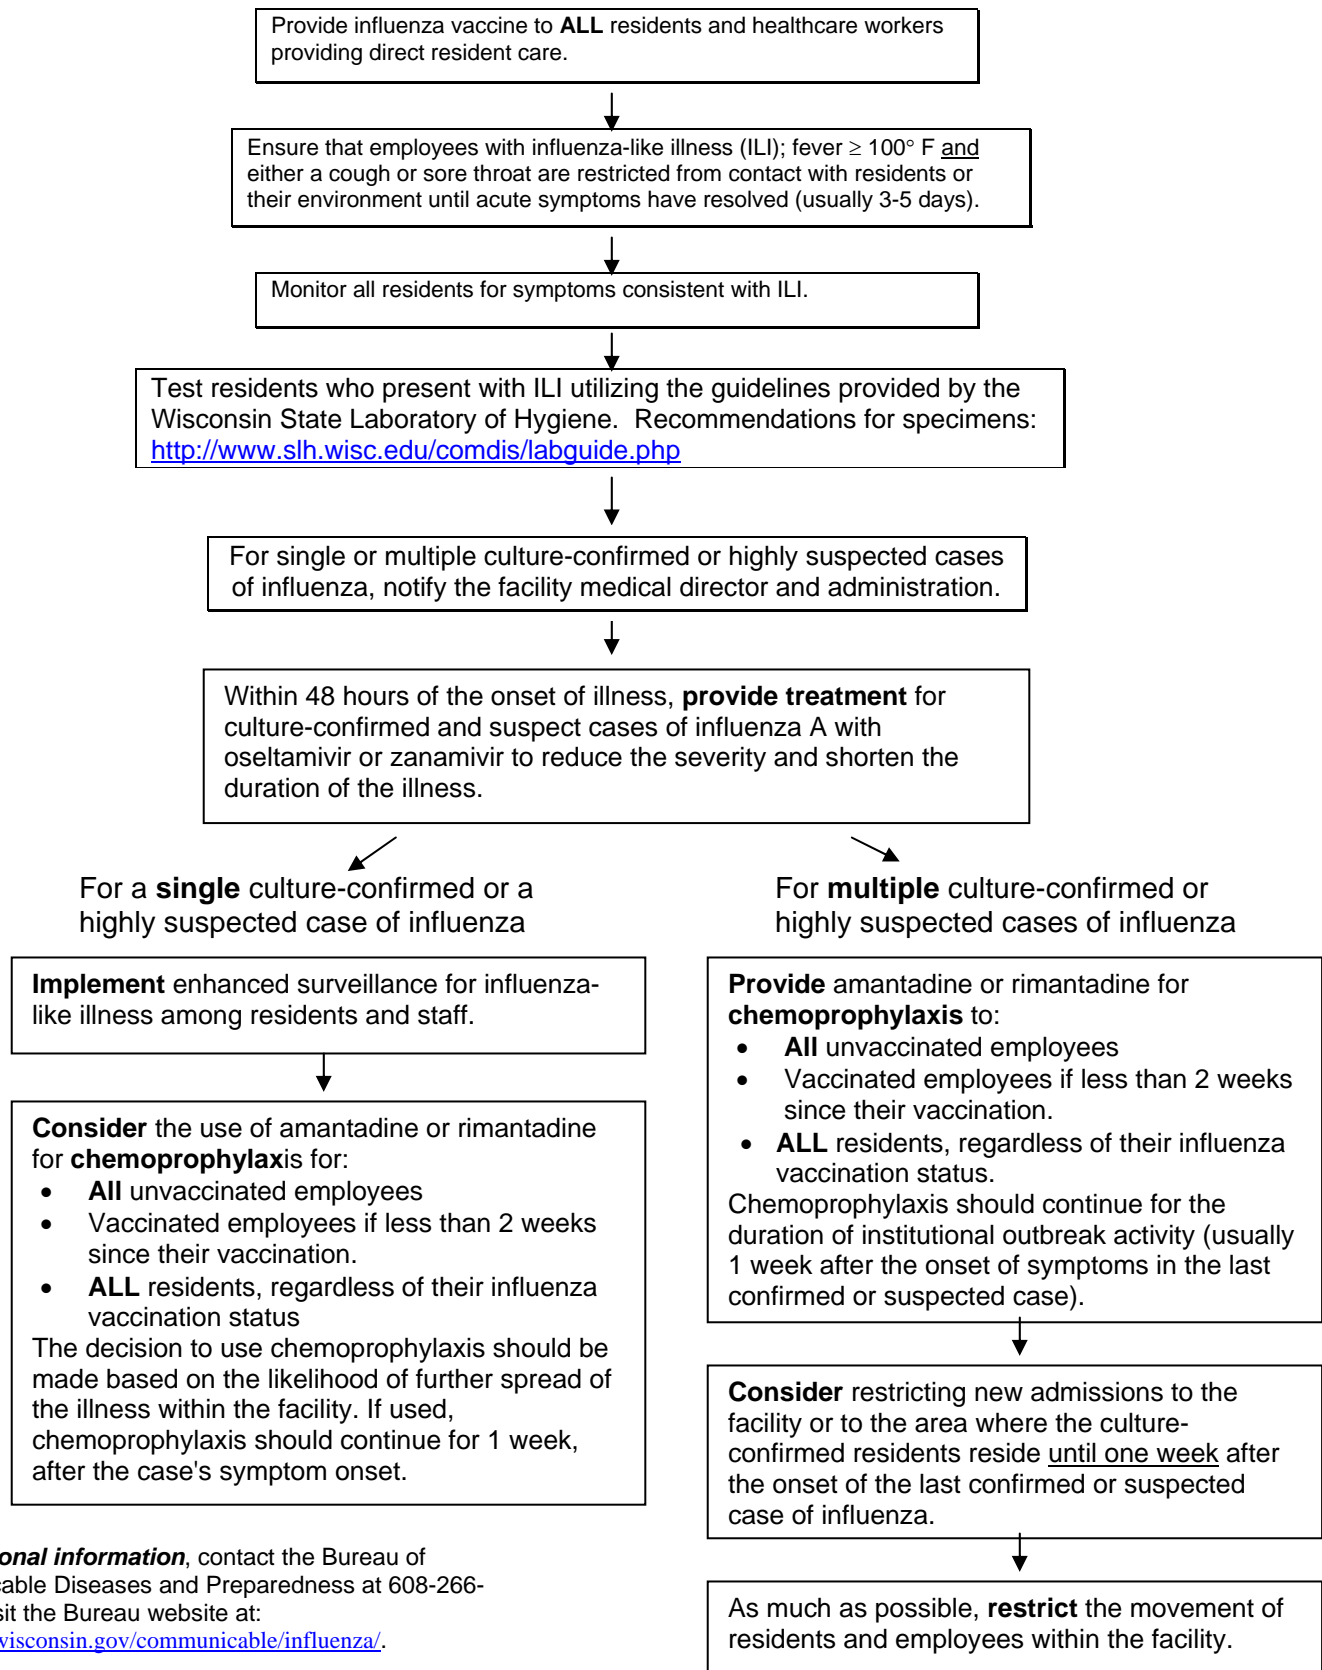 Provide influenza vaccine to ALL residents and healthcare workers
providing direct resident care.
Ensure that employees with influenza-like illness (ILI); fever ≥ 100° F and
either a cough or sore throat are restricted from contact with residents or
their environment until acute symptoms have resolved (usually 3-5 days).
Monitor all residents for symptoms consistent with ILI.
Test residents who present with ILI utilizing the guidelines provided by the
Wisconsin State Laboratory of Hygiene. Recommendations for specimens:
http://www.slh.wisc.edu/comdis/labguide.php
For single or multiple culture-confirmed or highly suspected cases
of influenza, notify the facility medical director and administration.
Within 48 hours of the onset of illness, provide treatment for
culture-confirmed and suspect cases of influenza A with
oseltamivir or zanamivir to reduce the severity and shorten the
duration of the illness.
For a single culture-confirmed or a
highly suspected case of influenza
Implement enhanced surveillance for influenza-
like illness among residents and staff.
Consider the use of amantadine or rimantadine
for chemoprophylaxis for:
• All unvaccinated employees
• Vaccinated employees if less than 2 weeks
since their vaccination.
• ALL residents, regardless of their influenza
vaccination status
The decision to use chemoprophylaxis should be
made based on the likelihood of further spread of
the illness within the facility. If used,
chemoprophylaxis should continue for 1 week,
after the case's symptom onset.
For multiple culture-confirmed or
highly suspected cases of influenza
Provide amantadine or rimantadine for
chemoprophylaxis to:
• All unvaccinated employees
• Vaccinated employees if less than 2 weeks
since their vaccination.
• ALL residents, regardless of their influenza
vaccination status.
Chemoprophylaxis should continue for the
duration of institutional outbreak activity (usually
1 week after the onset of symptoms in the last
confirmed or suspected case).
Consider restricting new admissions to the
facility or to the area where the culture-
confirmed residents reside until one week after
the onset of the last confirmed or suspected
case of influenza.
As much as possible, restrict the movement of
residents and employees within the facility.
onal information, contact the Bureau of
cable Diseases and Preparedness at 608-266-
sit the Bureau website at:
wisconsin.gov/communicable/influenza/.